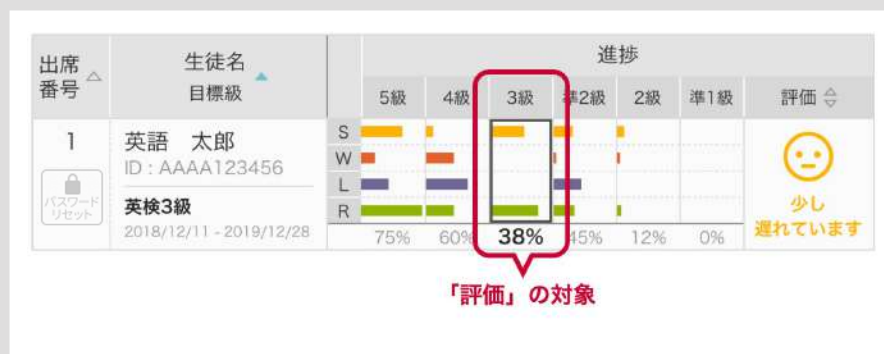 進捗
出席
番号
生徒名
目標級
5級
4級
3級
準2級
2級
準1級
評価
1
英語 太郎
ID : AAAA123456
パスワード
リセット
英検3級
2018/12/11 - 2019/12/28
S
W
L
R
75%
60%
38%
45%
12%
0%
少し
遅れています
「評価」の対象